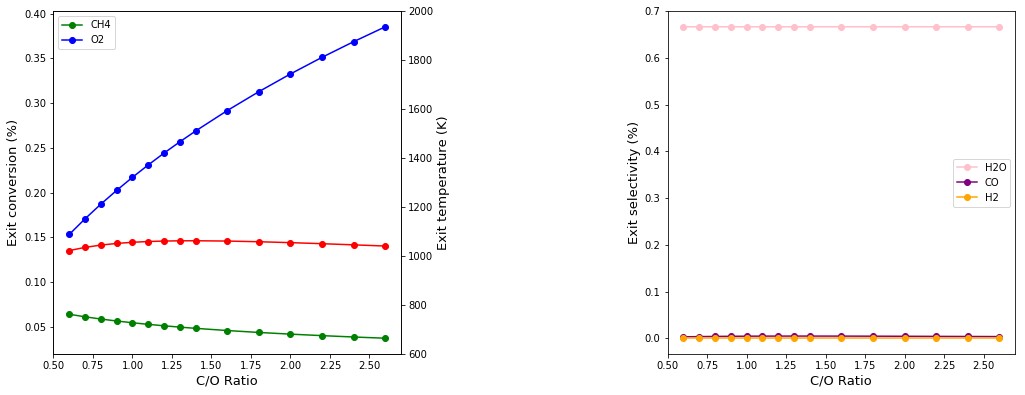 0.40
0.35
0.30
0.25
0.20
0.15
0.10
0.05
Exit conversion (%)
CH4
O2
2000
1800
1600
1400
1200
1000
800
600
Exit temperature (K)
0.50 0.75 1.00 1.25 1.50 1.75 2.00 2.25 2.50
C/O Ratio
0.7
0.6
0.5
0.4
0.3
0.2
0.1
0.0
Exit selectivity (%)
H2O
CO
H2
0.50 0.75 1.00 1.25 1.50 1.75 2.00 2.25 2.50
C/O Ratio